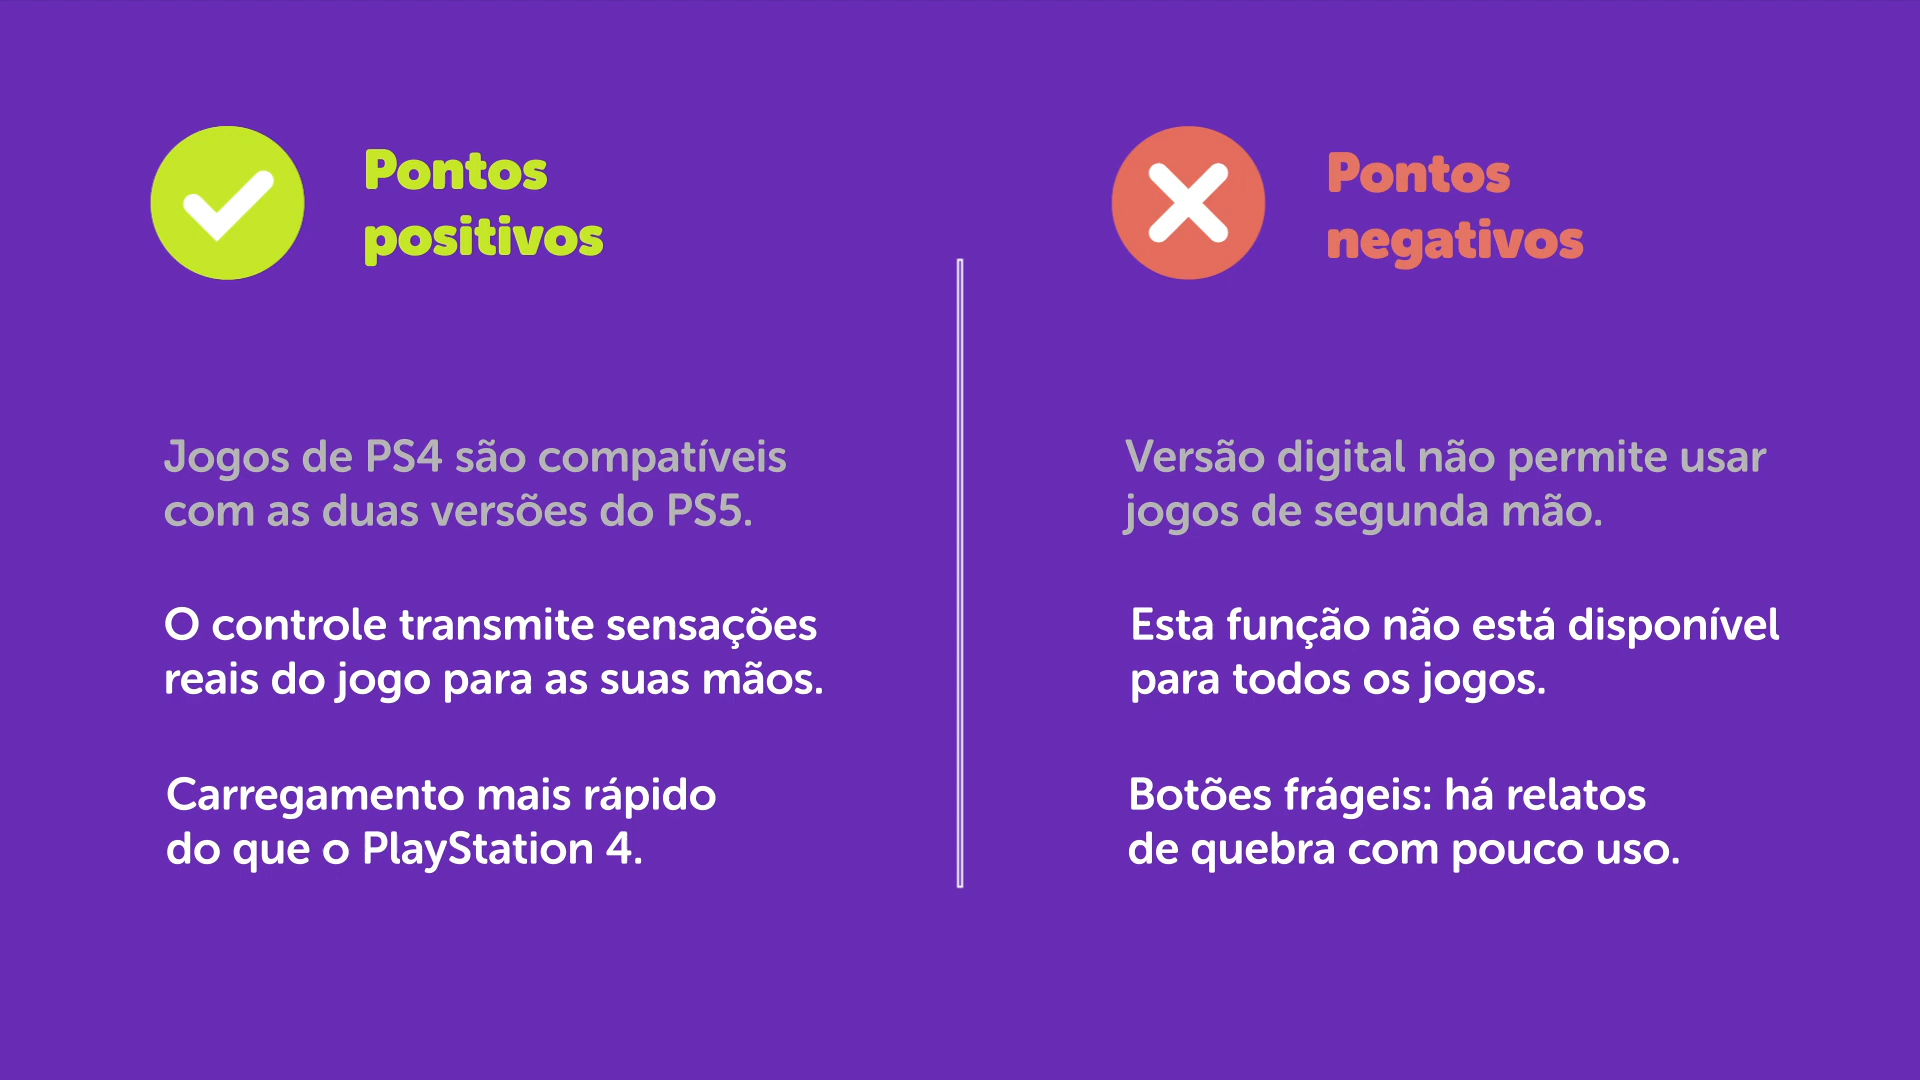 Pontos
positivos
Jogos de PS4 são compatíveis
com as duas versões do PS5.
O controle transmite sensações
reais do jogo para as suas mãos.
Carregamento mais rápido
do que o PlayStation 4.
Pontos
negativos
Versão digital não permite usar
jogos de segunda mão.
Esta função não está disponível
para todos os jogos.
Botões frágeis: há relatos
de quebra com pouco uso.